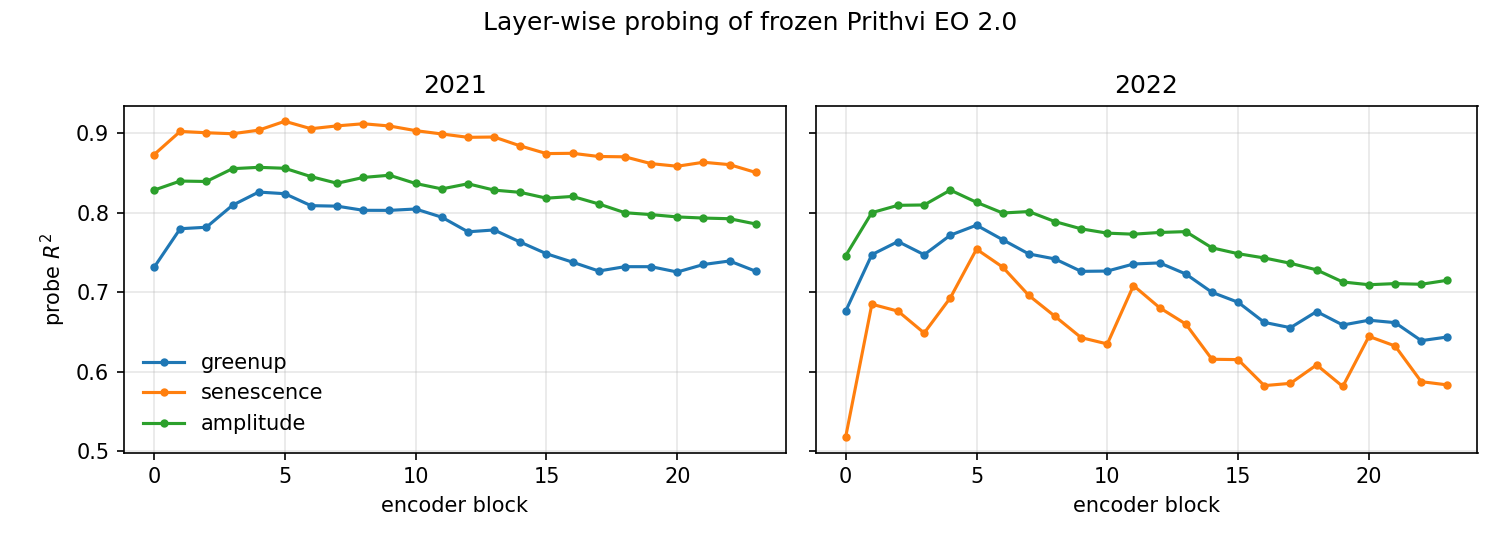 Layer-wise probing of frozen Prithvi EO 2.0
2021
2022
probe R²
0.9
0.8
0.7
0.6
0.5
greenup
senescence
amplitude
0 5 10 15 20
0 5 10 15 20
encoder block
encoder block